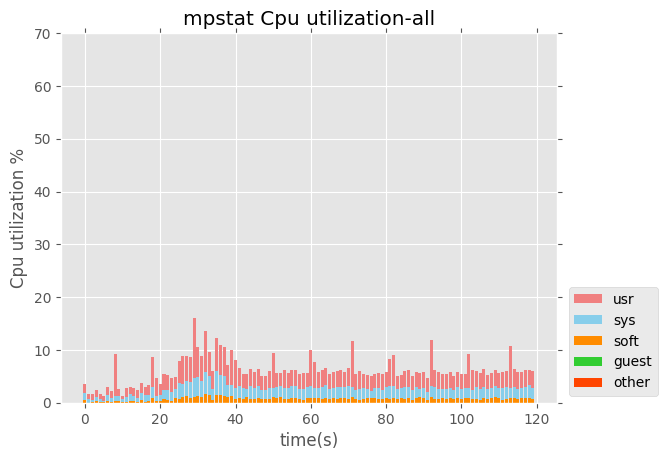 mpstat Cpu utilization-all
70
60
50
40
30
20
10
0
Cpu utilization %
0 20 40 60 80 100 120
time(s)
usr
sys
soft
guest
other